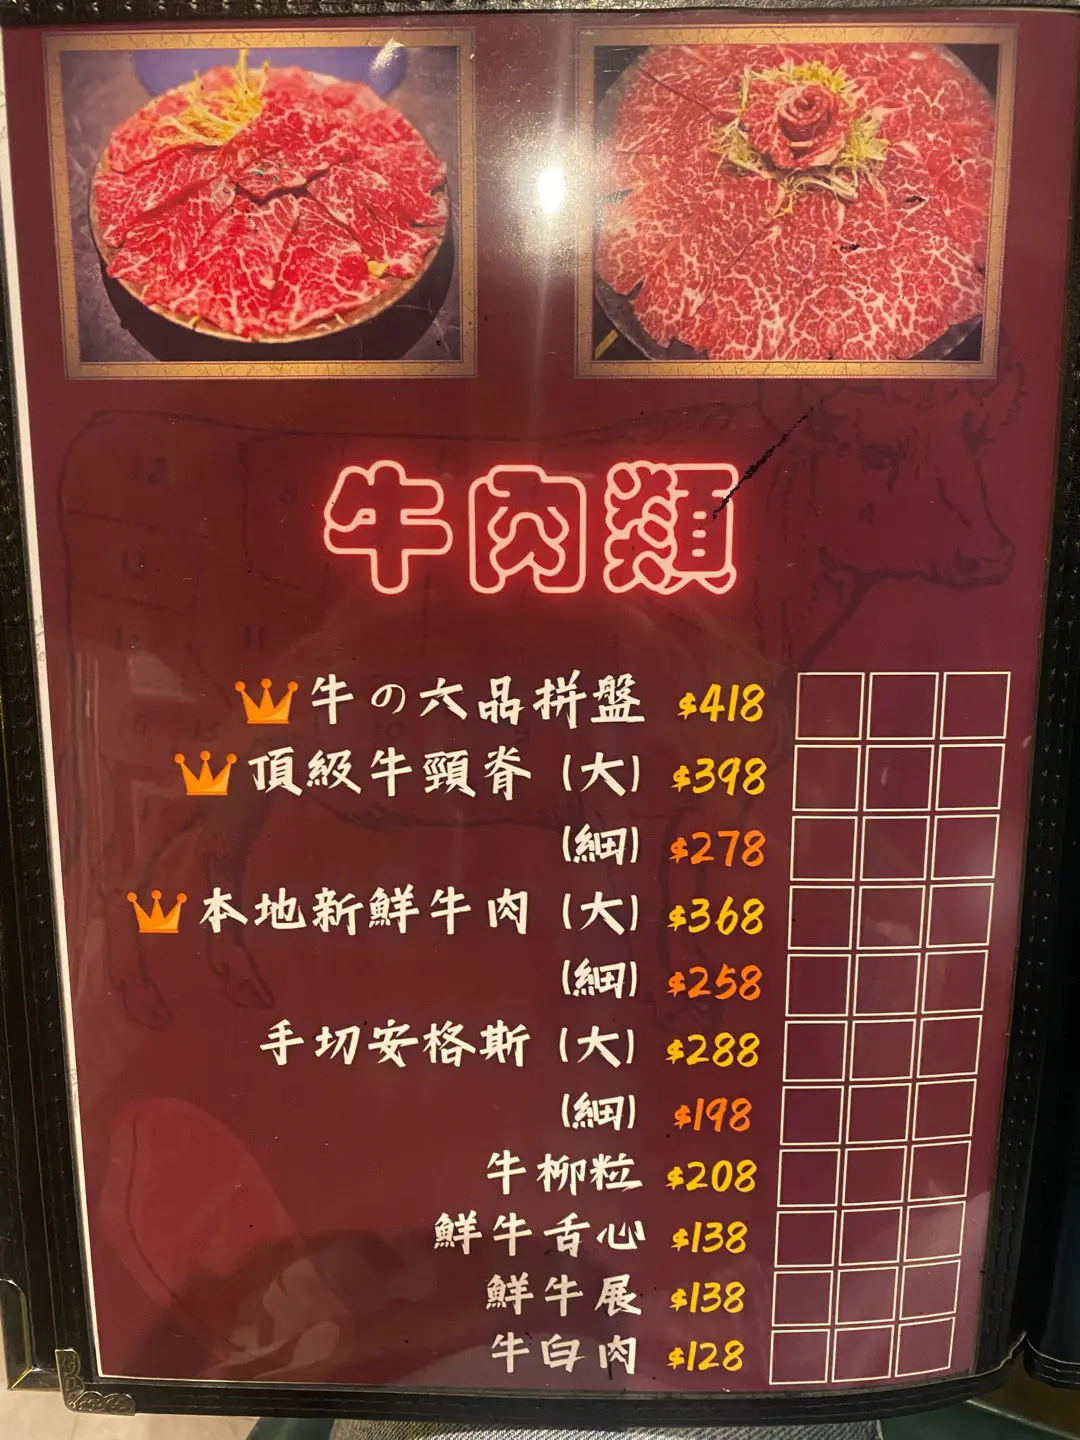 牛肉類
牛の六品拼盤 $418
頂級牛頸脊 (大) $398
(細) $278
本地新鮮牛肉 (大) $368
(細) $258
手切安格斯 (大) $288
(細) $198
牛柳粒 $208
鮮牛舌心 $138
鮮牛展 $138
牛白肉 $128